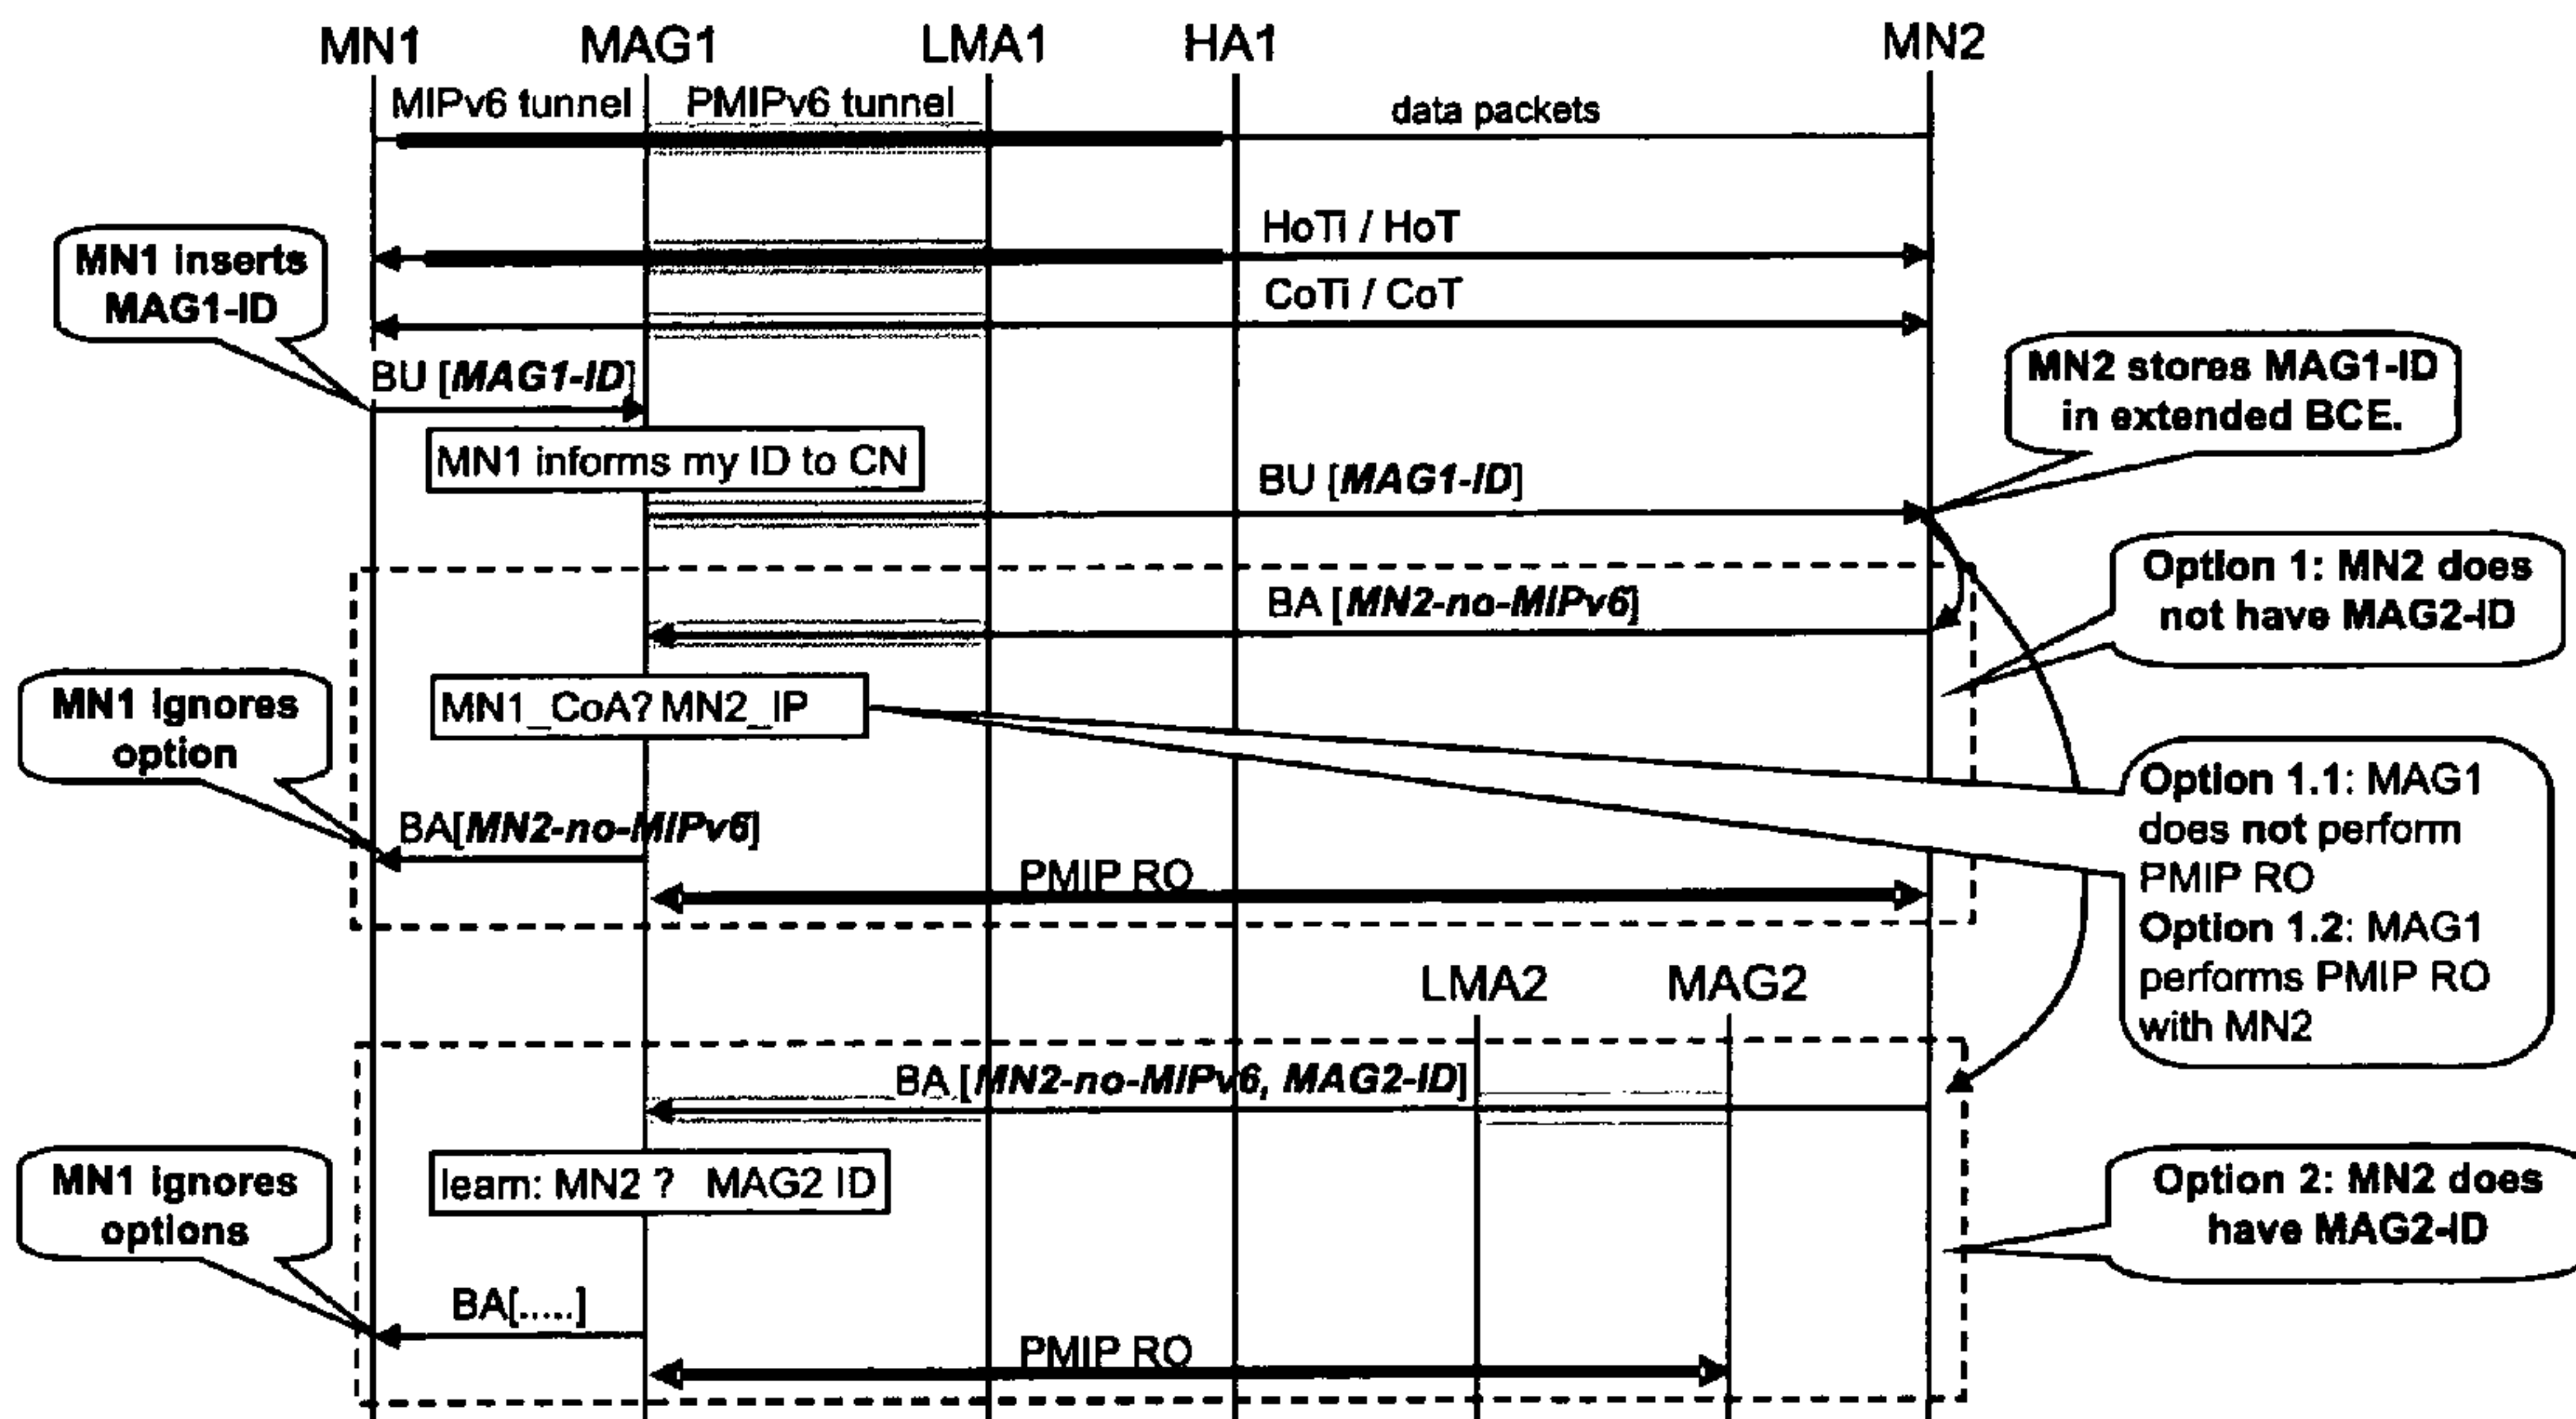 MN1 MAG1 LMA1 HA1 MN2
MIPv6 tunnel PMIPv6 tunnel data packets
HoTi / HoT
MN1 inserts
MAG1-ID
CoTi / CoT
BU [MAG1-ID]
MN2 stores MAG1-ID
in extended BCE.
MN1 informs my ID to CN
BU [MAG1-ID]
Option 1: MN2 does
not have MAG2-ID
BA [MN2-no-MIPv6]
MN1 ignores
option
MN1_CoA? MN2_IP
Option 1.1: MAG1
does not perform
PMIP RO
Option 1.2: MAG1
performs PMIP RO
with MN2
BA[MN2-no-MIPv6]
PMIP RO
LMA2 MAG2
BA [MN2-no-MIPv6, MAG2-ID]
MN1 ignores
options
learn: MN2 ? MAG2 ID
Option 2: MN2 does
have MAG2-ID
BA[.....]
PMIP RO